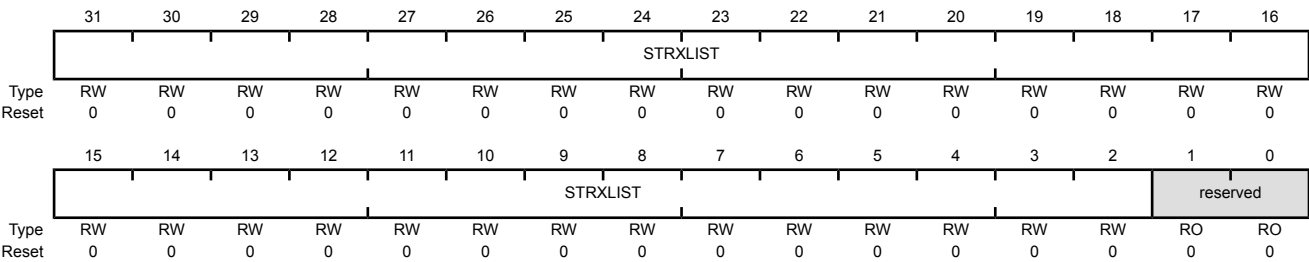 31 30 29 28 27 26 25 24 23 22 21 20 19 18 17 16
STRXLIST
Type RW RW RW RW RW RW RW RW RW RW RW RW RW RW RW RW
Reset 0 0 0 0 0 0 0 0 0 0 0 0 0 0 0 0
15 14 13 12 11 10 9 8 7 6 5 4 3 2 1 0
STRXLIST reserved
Type RW RW RW RW RW RW RW RW RW RW RW RW RW RW RO RO
Reset 0 0 0 0 0 0 0 0 0 0 0 0 0 0 0 0